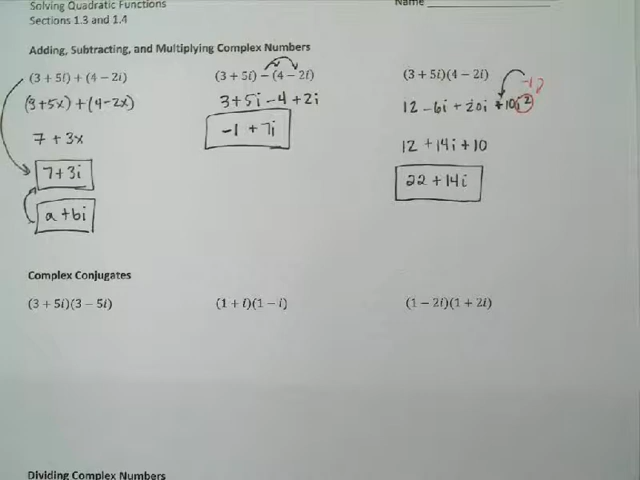 Solving Quadratic Functions
Name
Sections 1.3 and 1.4
Adding, Subtracting, and Multiplying Complex Numbers
(3 + 5i) + (4 − 2i)
(3+5x) + (4-2x)
7 + 3x
7+3i
a+bi
(3 + 5i) − (4 − 2i)
3+5i-4+2i
-1 + 7i
(3 + 5i)(4 − 2i)
-1
12 - 6i + 20i + 10i²
12 + 14i + 10
22 + 14i
Complex Conjugates
(3 + 5i)(3 − 5i)
(1 + i)(1 − i)
(1 − 2i)(1 + 2i)
Dividing Complex Numbers